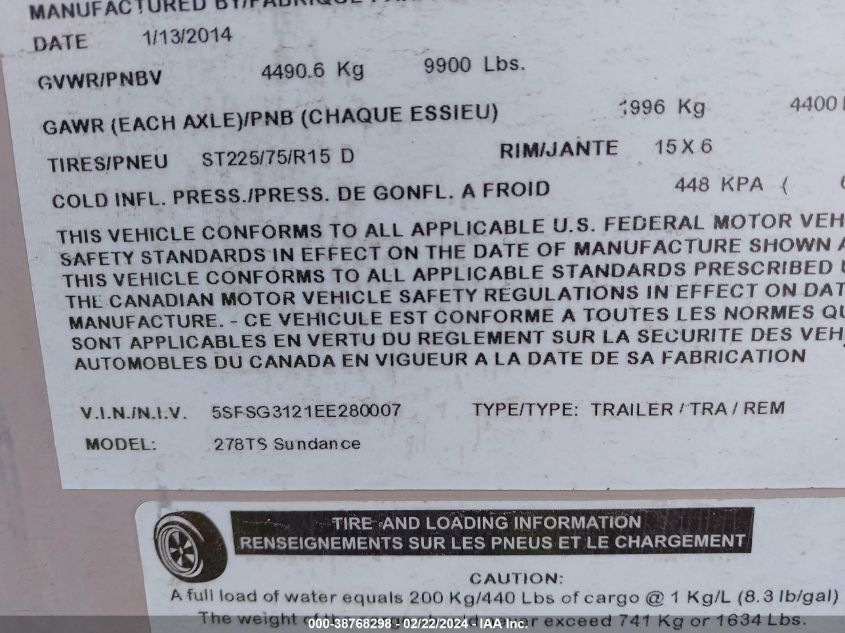 MANUFACTURED BY/FABRIQUE PAR
DATE 1/13/2014
GVWR/PNBV 4490.6 Kg 9900 Lbs.
GAWR (EACH AXLE)/PNB (CHAQUE ESSIEU) 1996 Kg 4400
TIRES/PNEU ST225/75/R15 D RIM/JANTE 15 X 6
COLD INFL. PRESS./PRESS. DE GONFL. A FROID 448 KPA (
THIS VEHICLE CONFORMS TO ALL APPLICABLE U.S. FEDERAL MOTOR VEH
SAFETY STANDARDS IN EFFECT ON THE DATE OF MANUFACTURE SHOWN A
THIS VEHICLE CONFORMS TO ALL APPLICABLE STANDARDS PRESCRIBED U
THE CANADIAN MOTOR VEHICLE SAFETY REGULATIONS IN EFFECT ON DAT
MANUFACTURE. - CE VEHICULE EST CONFORME A TOUTES LES NORMES QU
SONT APPLICABLES EN VERTU DU REGLEMENT SUR LA SECURITE DES VEH
AUTOMOBLES DU CANADA EN VIGUEUR A LA DATE DE SA FABRICATION
V.I.N./N.I.V. 5SFSG3121EE280007 TYPE/TYPE: TRAILER / TRA / REM
MODEL: 278TS Sundance
TIRE AND LOADING INFORMATION
RENSEIGNEMENTS SUR LES PNEUS ET LE CHARGEMENT
CAUTION:
A full load of water equals 200 Kg/440 Lbs of cargo @ 1 Kg/L (8.3 lb/gal)
The weight of exceed 741 Kg or 1634 Lbs.
000-38768298 - 02/22/2024 - IAA Inc.